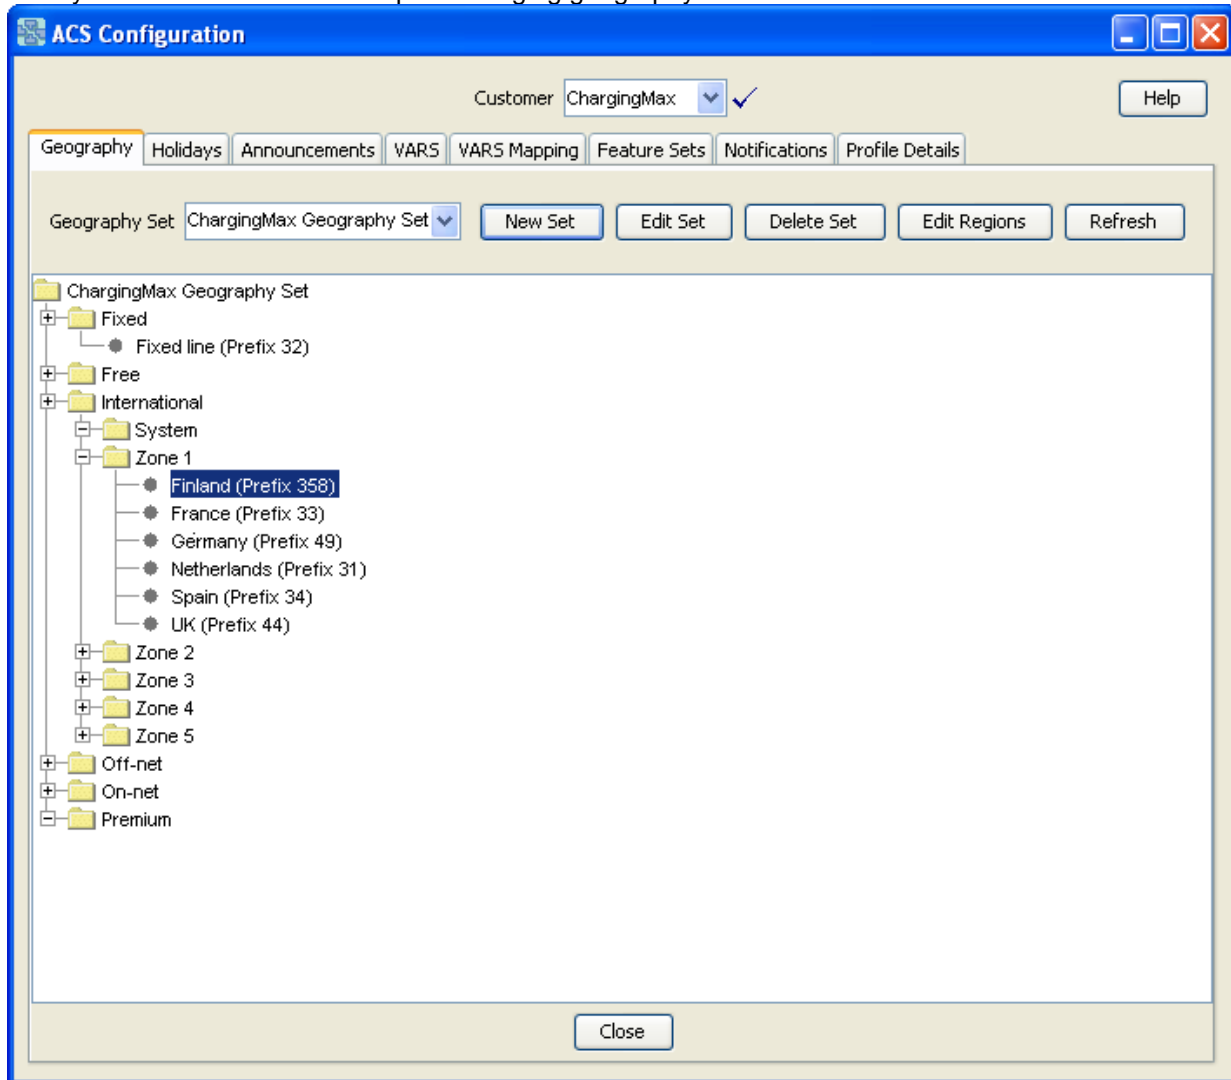 ACS Configuration
Customer ChargingMax Help
Geography Holidays Announcements VARS VARS Mapping Feature Sets Notifications Profile Details
Geography Set ChargingMax Geography Set New Set Edit Set Delete Set Edit Regions Refresh
ChargingMax Geography Set
Fixed
Fixed line (Prefix 32)
Free
International
System
Zone 1
Finland (Prefix 358)
France (Prefix 33)
Germany (Prefix 49)
Netherlands (Prefix 31)
Spain (Prefix 34)
UK (Prefix 44)
Zone 2
Zone 3
Zone 4
Zone 5
Off-net
On-net
Premium
Close